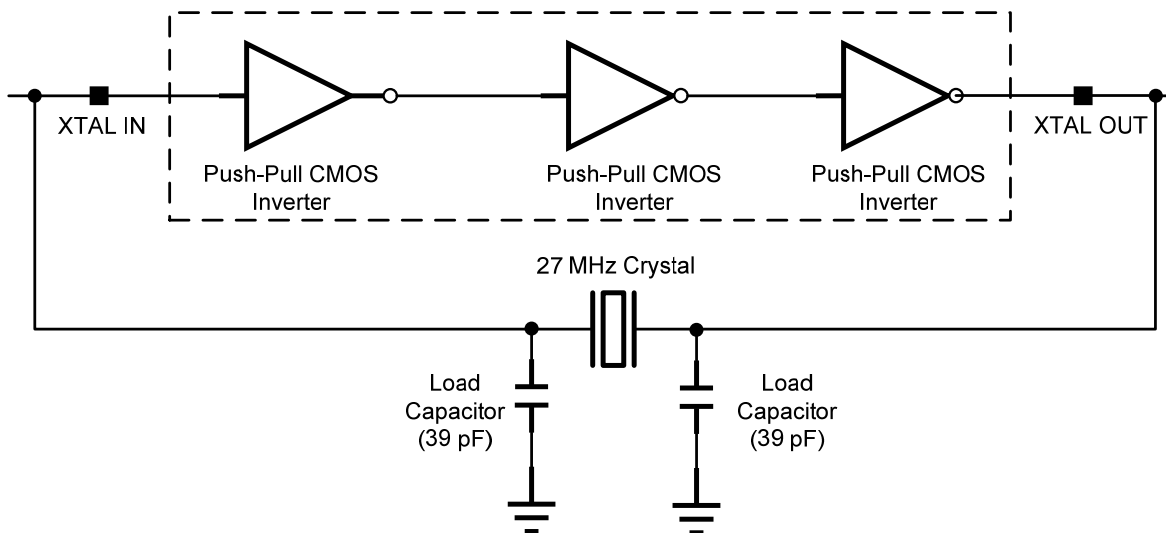 XTAL IN
XTAL OUT
Push-Pull CMOS
Inverter
Push-Pull CMOS
Inverter
Push-Pull CMOS
Inverter
27 MHz Crystal
Load
Capacitor
(39 pF)
Load
Capacitor
(39 pF)